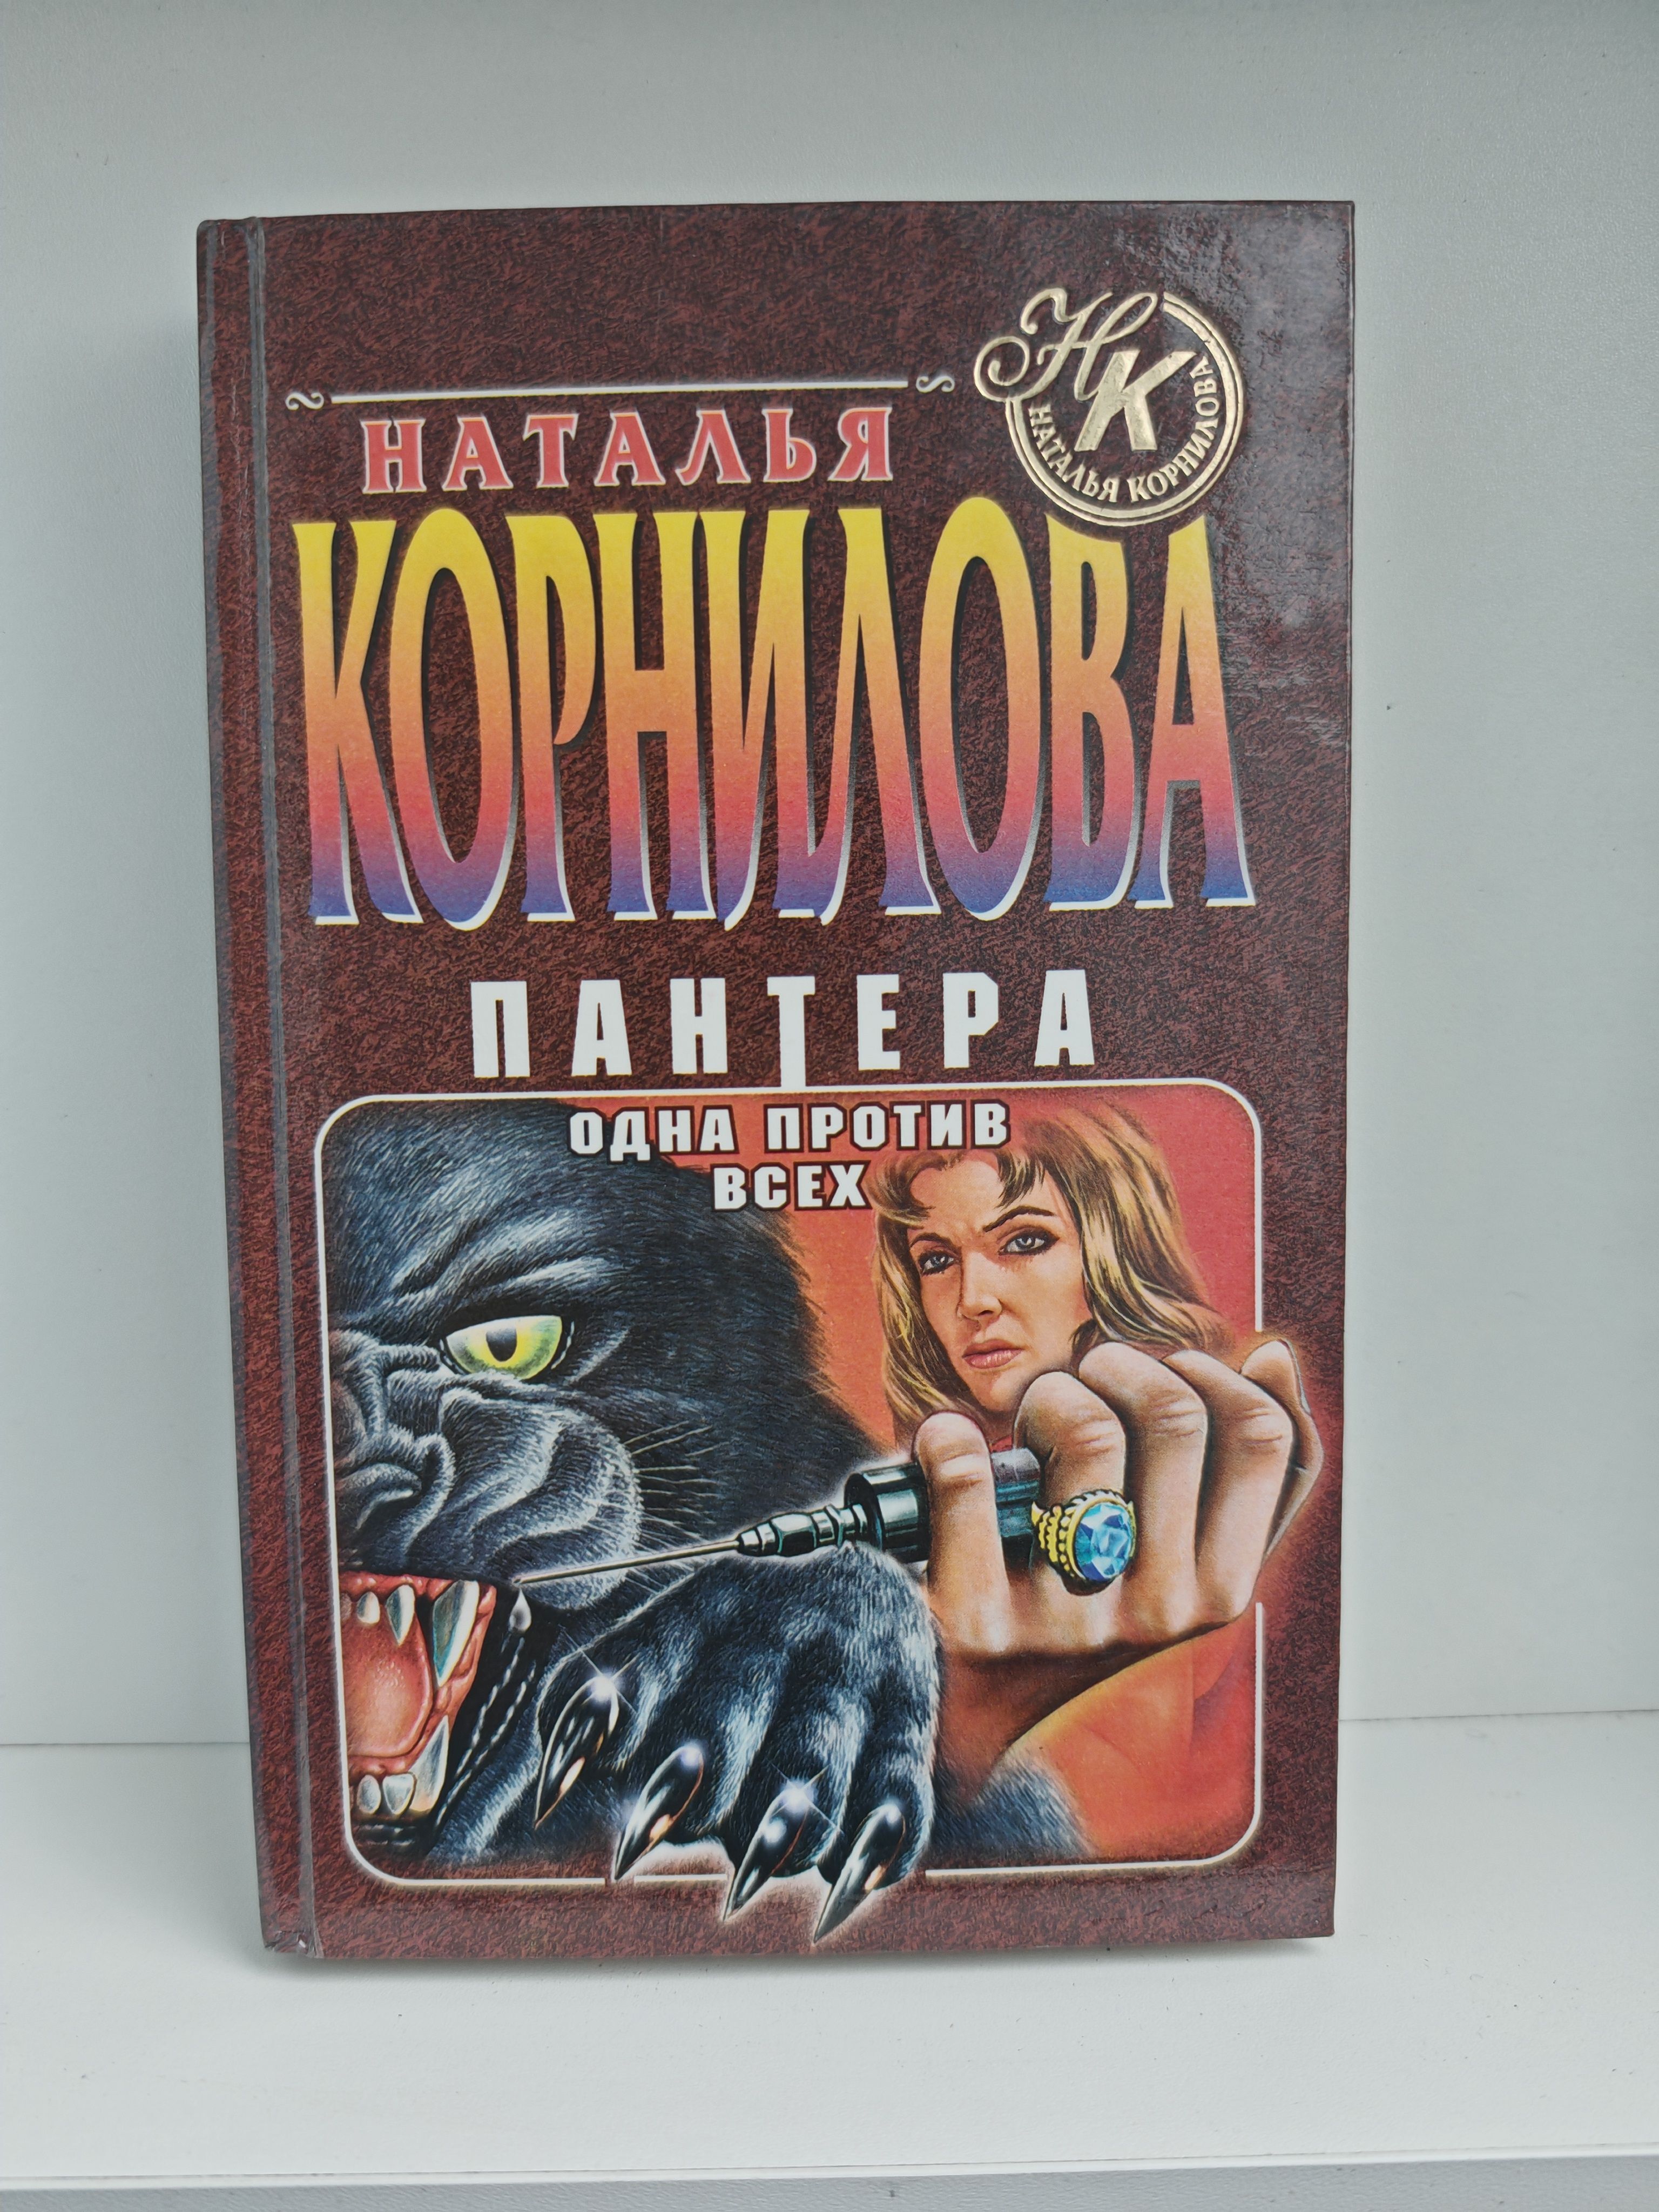 НК
НАТАЛЬЯ КОРНИЛОВА
НАТАЛЬЯ
КОРНИЛОВА
ПАНТЕРА
ОДНА ПРОТИВ
ВСЕХ